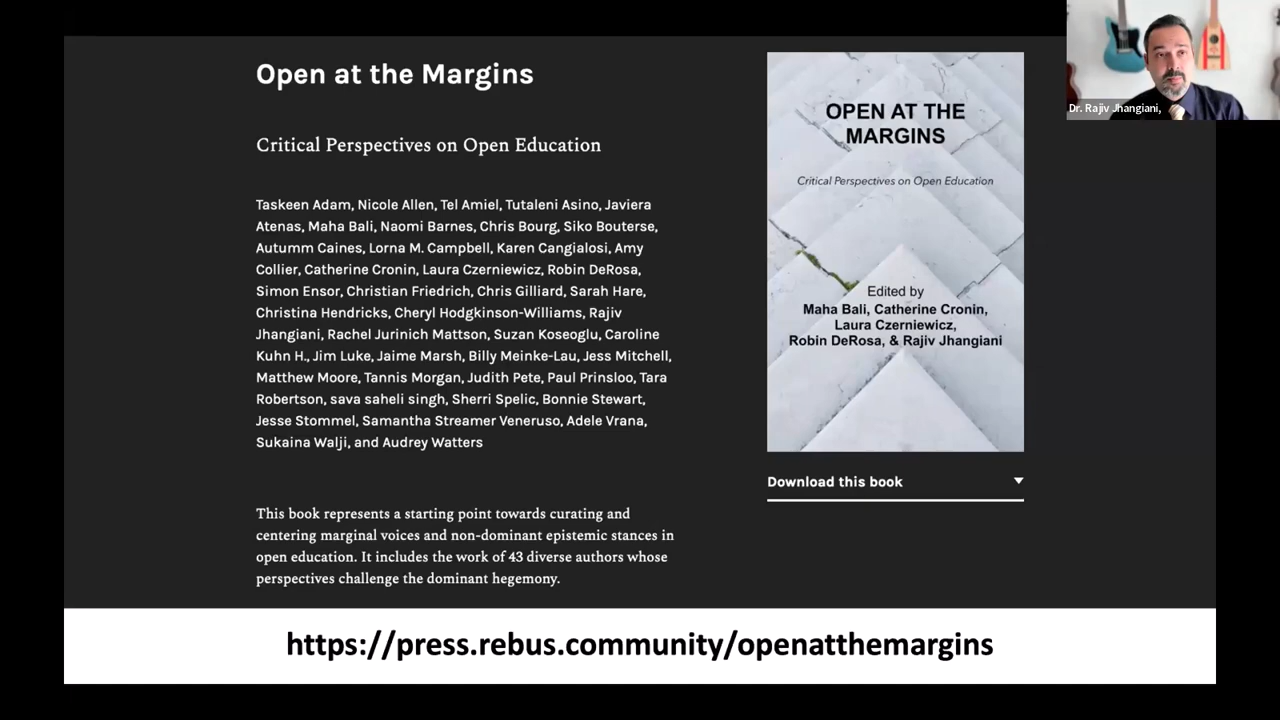 Open at the Margins
Critical Perspectives on Open Education
Taskeen Adam, Nicole Allen, Tel Amiel, Tutaleni Asino, Javiera
Atenas, Maha Bali, Naomi Barnes, Chris Bourg, Siko Bouterse,
Autumm Caines, Lorna M. Campbell, Karen Cangialosi, Amy
Collier, Catherine Cronin, Laura Czerniewicz, Robin DeRosa,
Simon Ensor, Christian Friedrich, Chris Gilliard, Sarah Hare,
Christina Hendricks, Cheryl Hodgkinson-Williams, Rajiv
Jhangiani, Rachel Jurinich Mattson, Suzan Koseoglu, Caroline
Kuhn H., Jim Luke, Jaime Marsh, Billy Meinke-Lau, Jess Mitchell,
Matthew Moore, Tannis Morgan, Judith Pete, Paul Prinsloo, Tara
Robertson, sava saheli singh, Sherri Spelic, Bonnie Stewart,
Jesse Stommel, Samantha Streamer Veneruso, Adele Vrana,
Sukaina Walji, and Audrey Watters
This book represents a starting point towards curating and
centering marginal voices and non-dominant epistemic stances in
open education. It includes the work of 43 diverse authors whose
perspectives challenge the dominant hegemony.
OPEN AT THE
MARGINS
Critical Perspectives on Open Education
Edited by
Maha Bali, Catherine Cronin,
Laura Czerniewicz,
Robin DeRosa, & Rajiv Jhangiani
Download this book
Dr. Rajiv Jhangiani,
https://press.rebus.community/openatthemargins